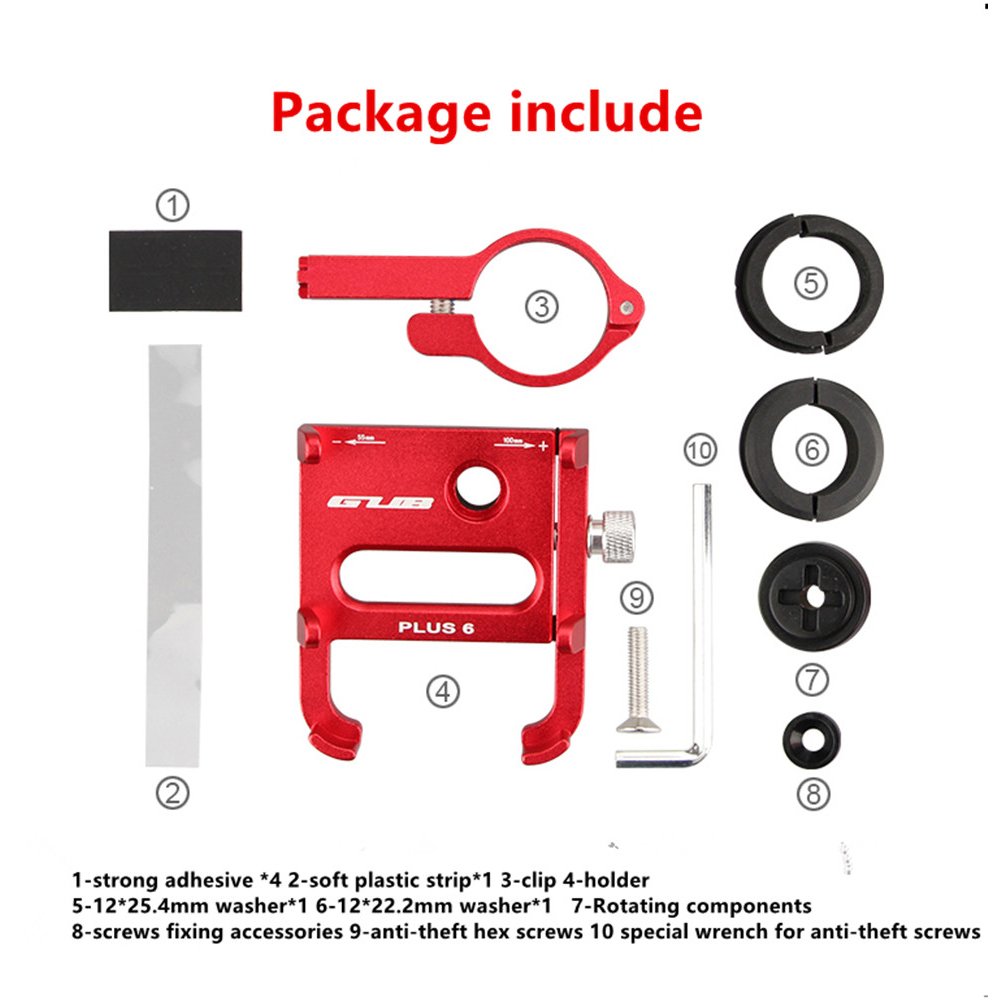 Package include
①
③
⑤
- 55mm 100mm +
GUB
⑩
⑥
PLUS 6
⑨
④
⑦
②
⑧
1-strong adhesive *4 2-soft plastic strip*1 3-clip 4-holder
5-12*25.4mm washer*1 6-12*22.2mm washer*1 7-Rotating components
8-screws fixing accessories 9-anti-theft hex screws 10 special wrench for anti-theft screws